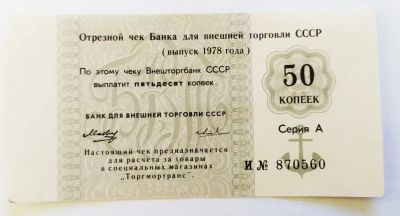 Отрезной чек Банка для внешней торговли СССР
(выпуск 1978 года)
По этому чеку Внешторгбанк СССР
выплатит пятьдесят копеек.
50
КОПЕЕК
БАНК ДЛЯ ВНЕШНЕЙ ТОРГОВЛИ СССР
Серия А
Настоящий чек предназначается
для расчёта за товары
в специальных магазинах
"Торгмортранс".
И № 870560